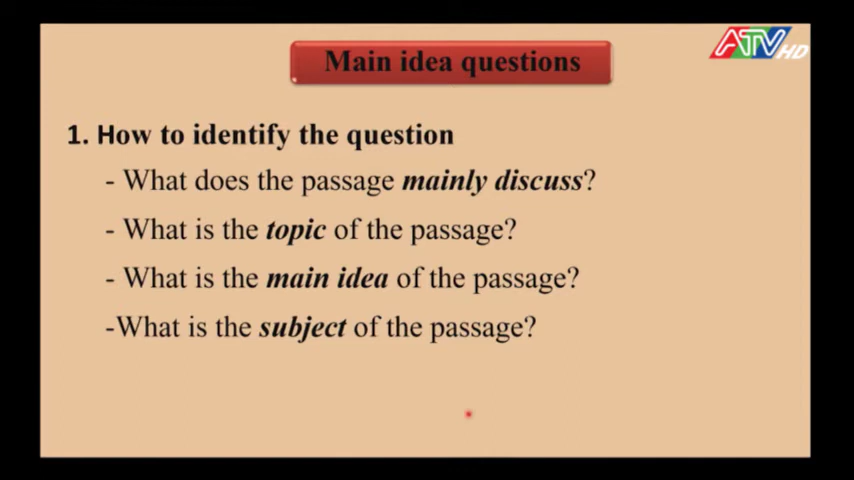 ATV HD
Main idea questions
1. How to identify the question
- What does the passage mainly discuss?
- What is the topic of the passage?
- What is the main idea of the passage?
-What is the subject of the passage?